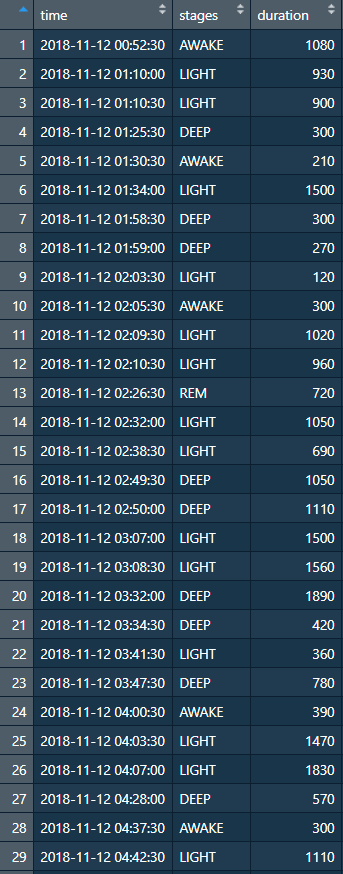 time stages duration
1 2018-11-12 00:52:30 AWAKE 1080
2 2018-11-12 01:10:00 LIGHT 930
3 2018-11-12 01:10:30 LIGHT 900
4 2018-11-12 01:25:30 DEEP 300
5 2018-11-12 01:30:30 AWAKE 210
6 2018-11-12 01:34:00 LIGHT 1500
7 2018-11-12 01:58:30 DEEP 300
8 2018-11-12 01:59:00 DEEP 270
9 2018-11-12 02:03:30 LIGHT 120
10 2018-11-12 02:05:30 AWAKE 300
11 2018-11-12 02:09:30 LIGHT 1020
12 2018-11-12 02:10:30 LIGHT 960
13 2018-11-12 02:26:30 REM 720
14 2018-11-12 02:32:00 LIGHT 1050
15 2018-11-12 02:38:30 LIGHT 690
16 2018-11-12 02:49:30 DEEP 1050
17 2018-11-12 02:50:00 DEEP 1110
18 2018-11-12 03:07:00 LIGHT 1500
19 2018-11-12 03:08:30 LIGHT 1560
20 2018-11-12 03:32:00 DEEP 1890
21 2018-11-12 03:34:30 DEEP 420
22 2018-11-12 03:41:30 LIGHT 360
23 2018-11-12 03:47:30 DEEP 780
24 2018-11-12 04:00:30 AWAKE 390
25 2018-11-12 04:03:30 LIGHT 1470
26 2018-11-12 04:07:00 LIGHT 1830
27 2018-11-12 04:28:00 DEEP 570
28 2018-11-12 04:37:30 AWAKE 300
29 2018-11-12 04:42:30 LIGHT 1110